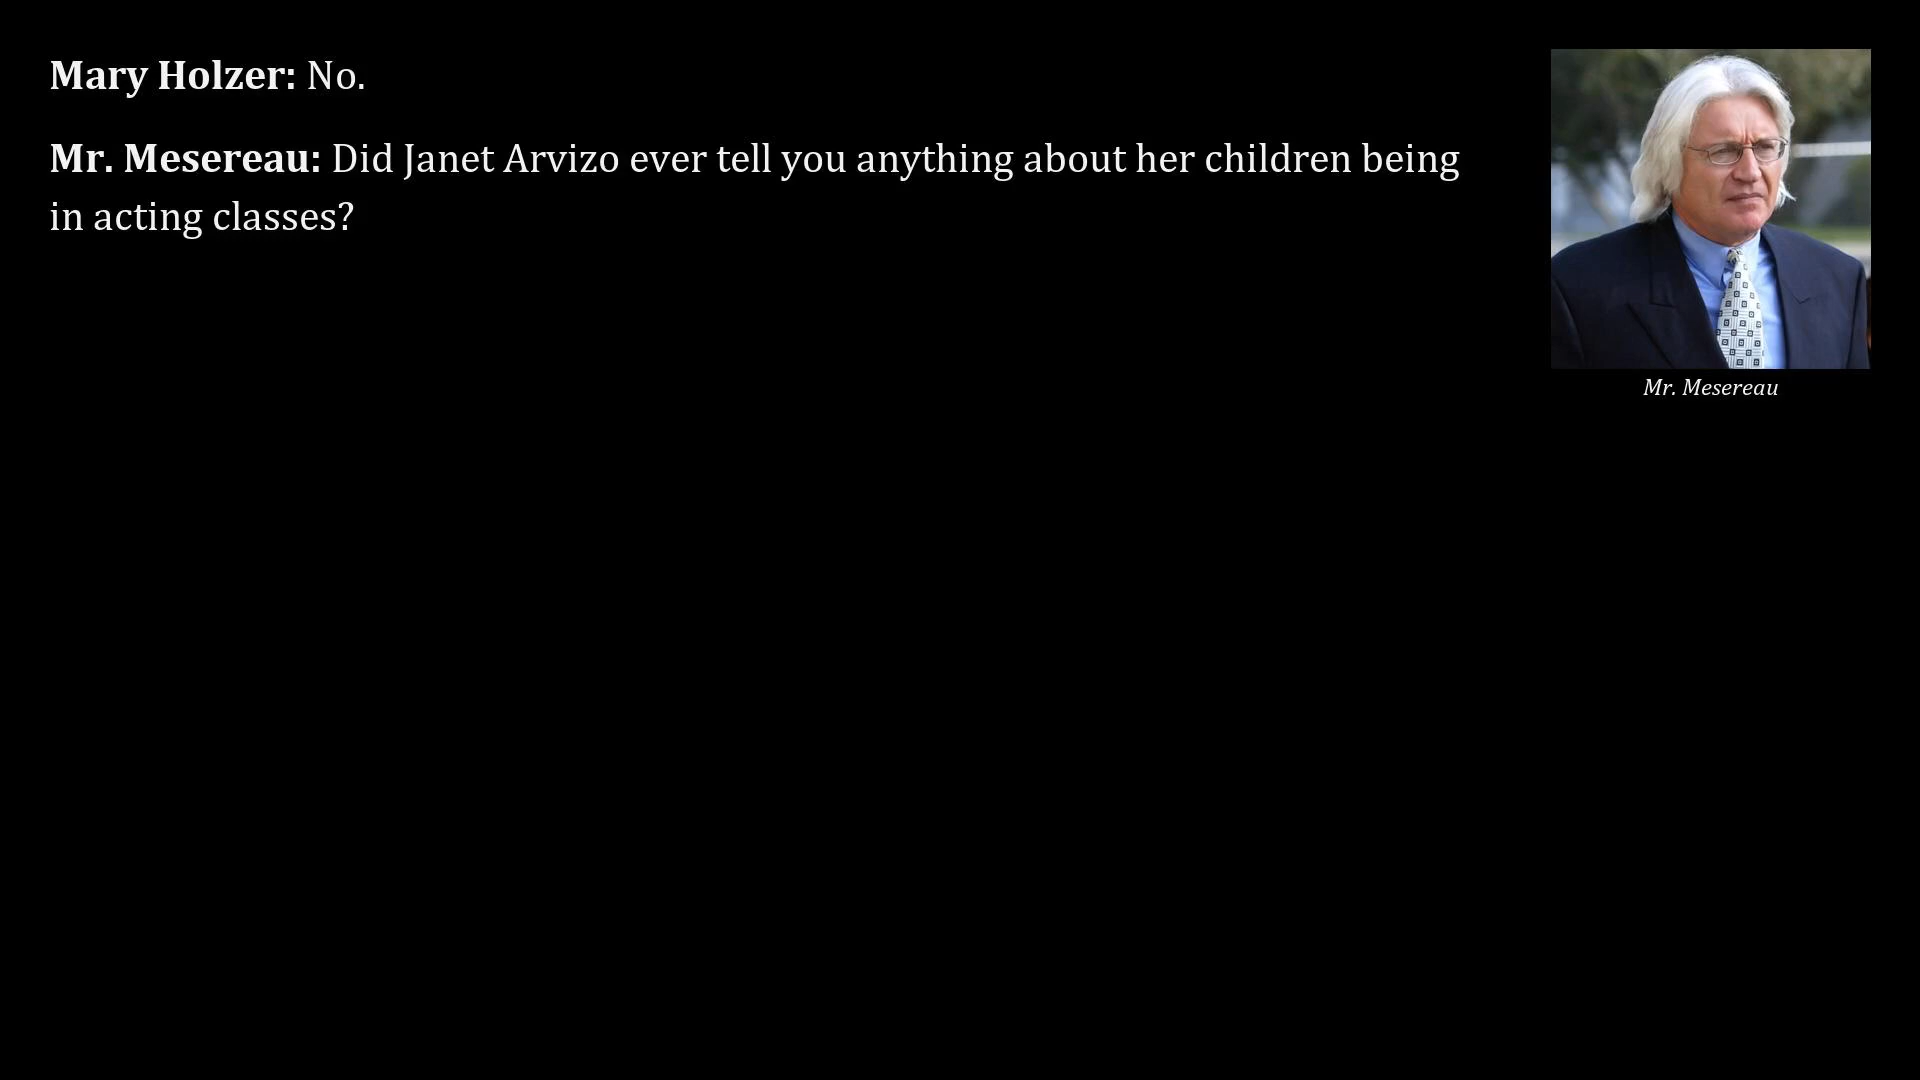 Mary Holzer: No.
Mr. Mesereau: Did Janet Arvizo ever tell you anything about her children being
in acting classes?
Mr. Mesereau